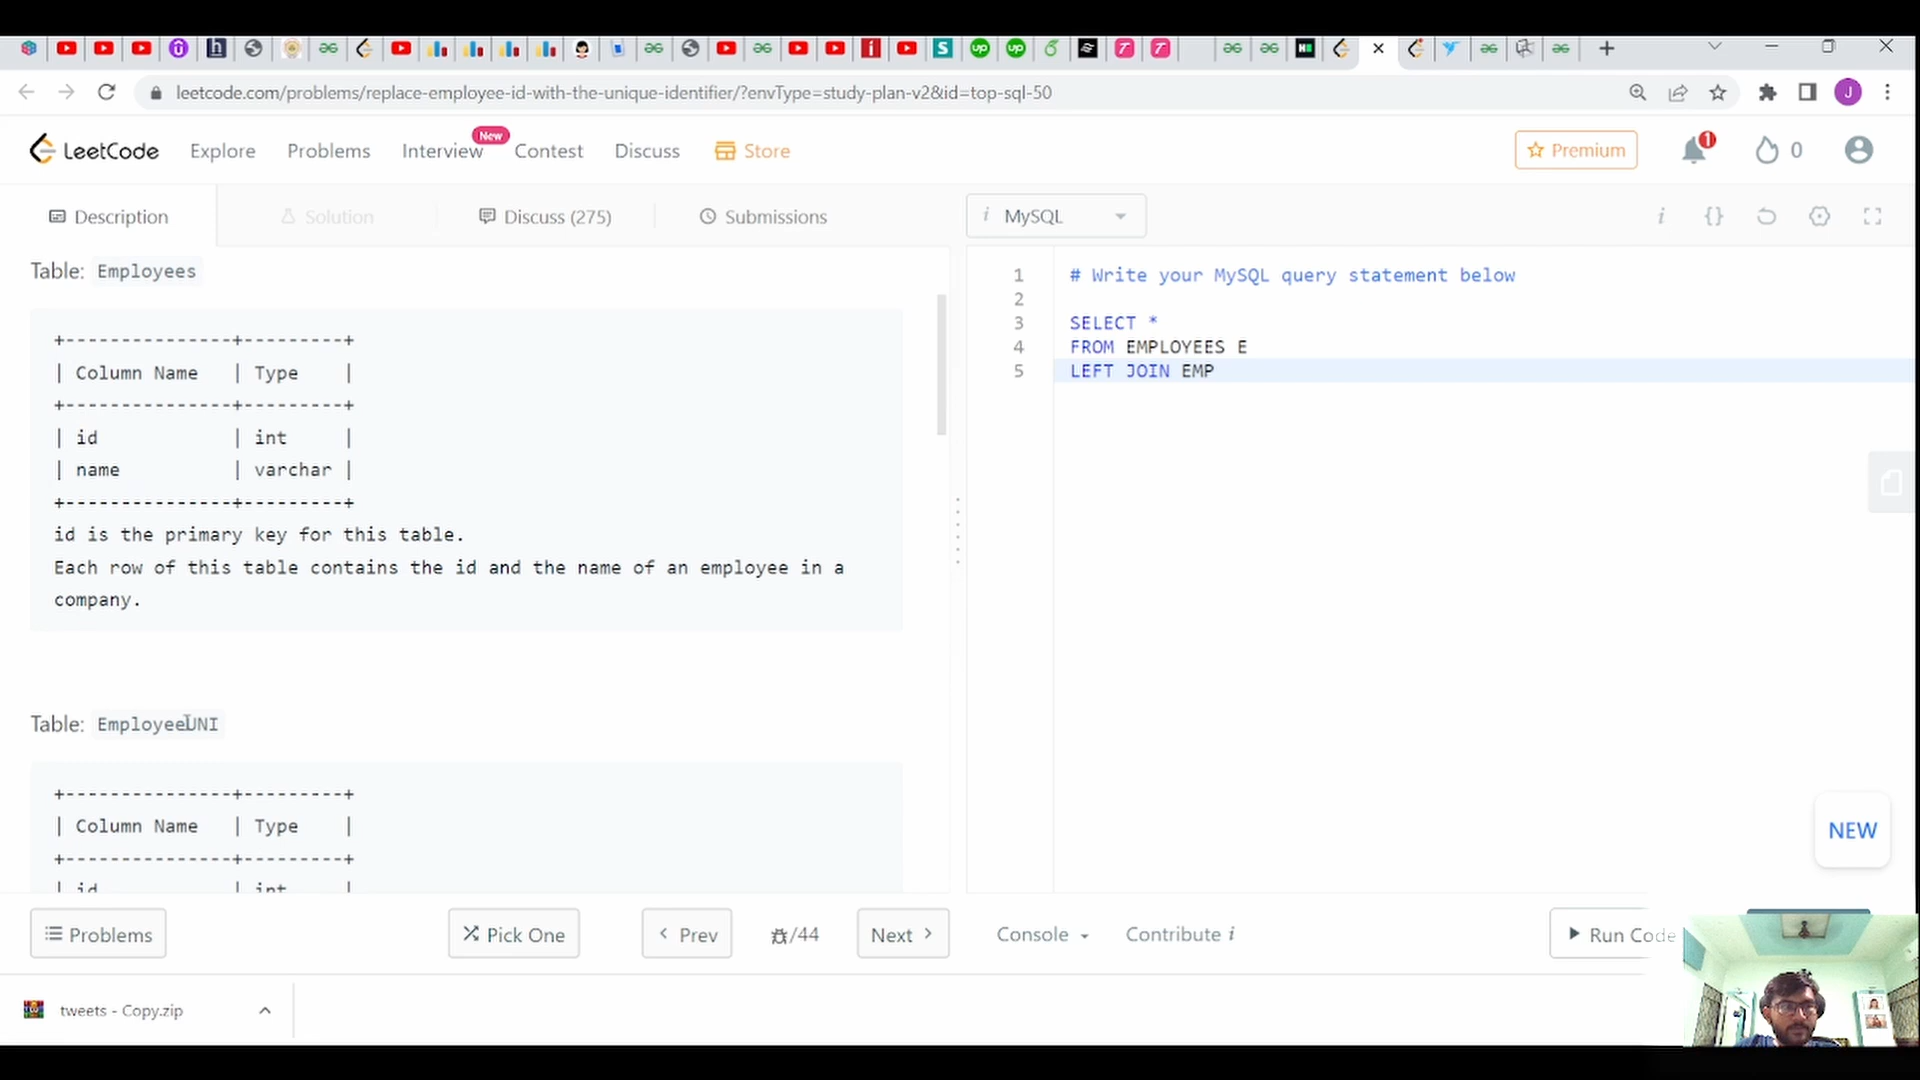 leetcode.com/problems/replace-employee-id-with-the-unique-identifier/?envType=study-plan-v2&id=top-sql-50
J
LeetCode
Explore
Problems
Interview
New
Contest
Discuss
Store
Premium
1
0
Description
Solution
Discuss (275)
Submissions
i MySQL
i {}
Table: Employees
+---------------+---------+
| Column Name   | Type    |
+---------------+---------+
| id            | int     |
| name          | varchar |
+---------------+---------+
id is the primary key for this table.
Each row of this table contains the id and the name of an employee in a
company.
Table: EmployeeUNI
+---------------+---------+
| Column Name   | Type    |
+---------------+---------+
| id            | int     |
1 # Write your MySQL query statement below
2
3 SELECT *
4 FROM EMPLOYEES E
5 LEFT JOIN EMP
NEW
Problems
Pick One
Prev
/44
Next
Console
Contribute i
Run Code
tweets - Copy.zip